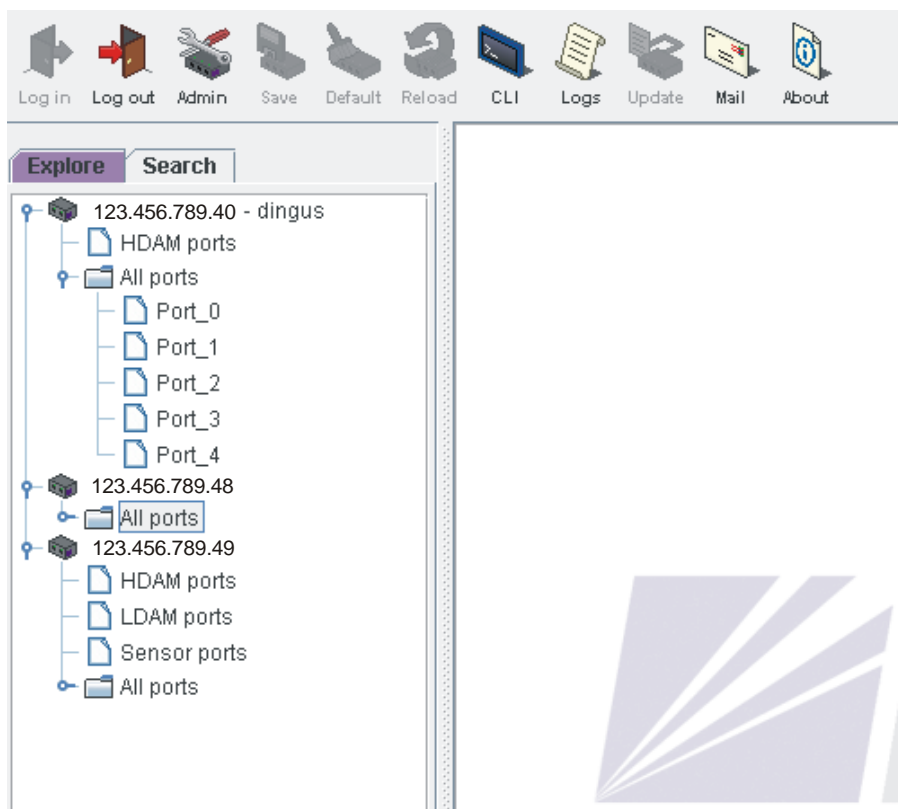 Log in Log out Admin Save Default Reload CLI Logs Update Mail About
Explore Search
123.456.789.40 - dingus
HDAM ports
All ports
Port_0
Port_1
Port_2
Port_3
Port_4
123.456.789.48
All ports
123.456.789.49
HDAM ports
LDAM ports
Sensor ports
All ports